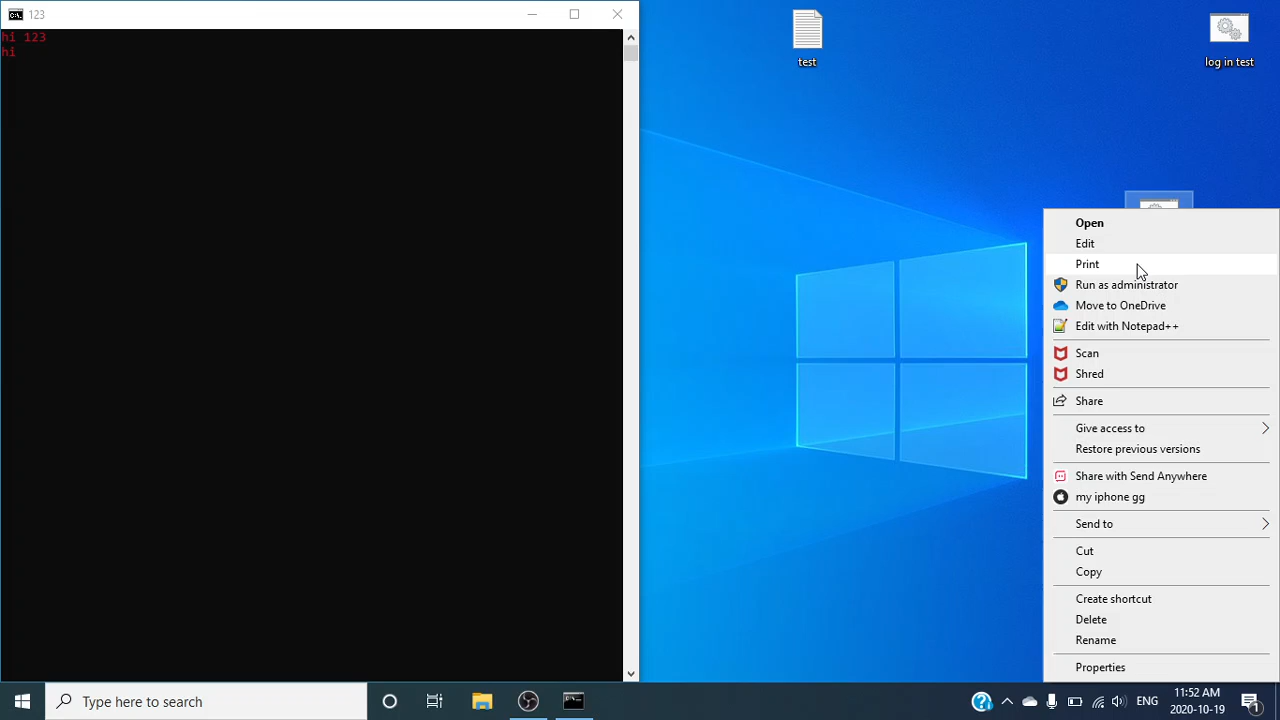 123
hi 123
hi
test
log in test
Open
Edit
Print
Run as administrator
Move to OneDrive
Edit with Notepad++
Scan
Shred
Share
Give access to
Restore previous versions
Share with Send Anywhere
my iphone gg
Send to
Cut
Copy
Create shortcut
Delete
Rename
Properties
Type here to search
ENG
11:52 AM
2020-10-19
1